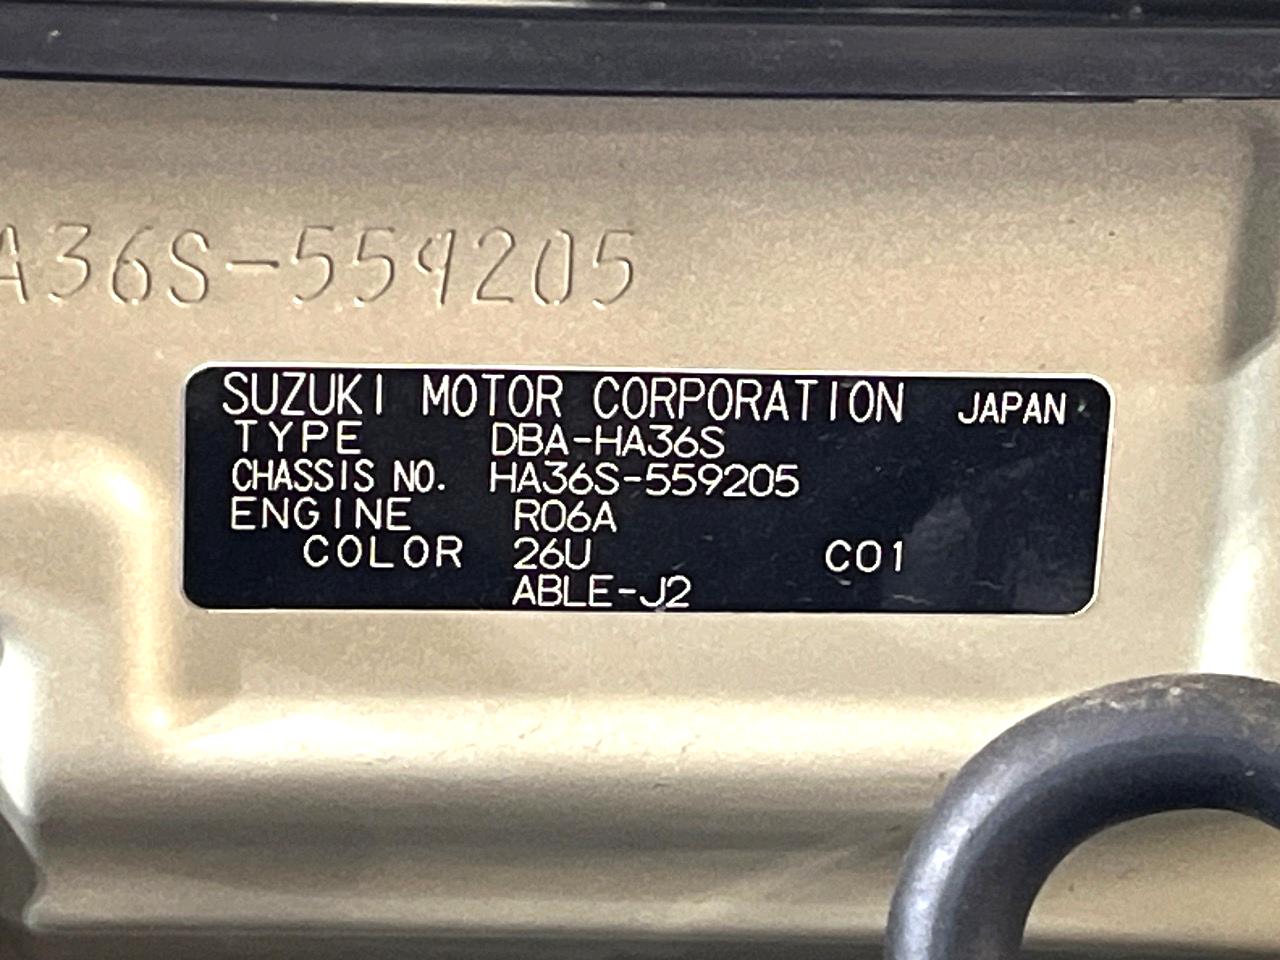 A36S-559205
SUZUKI MOTOR CORPORATION JAPAN
TYPE DBA-HA36S
CHASSIS NO. HA36S-559205
ENGINE R06A
COLOR 26U C01
ABLE-J2